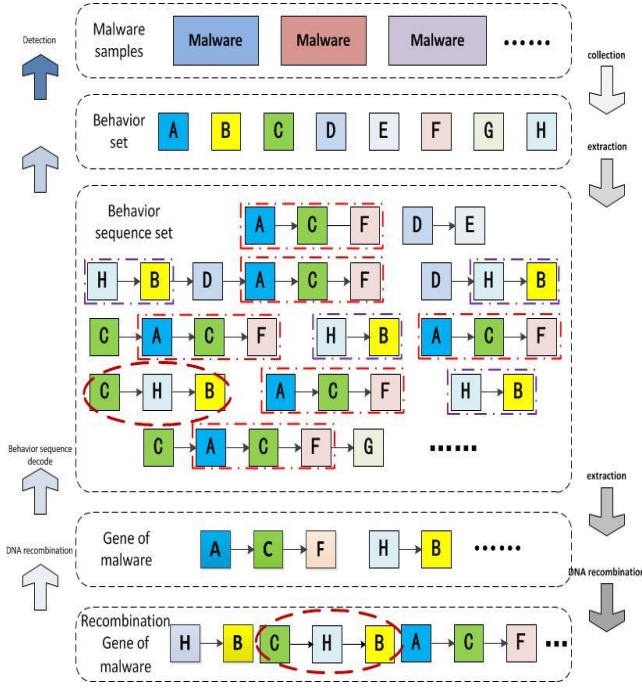 Malware samples
Malware Malware Malware ......
Detection
collection
Behavior set
A B C D E F G H
extraction
Behavior sequence set
A C F D E
H B D A C F D H B
C A C F H B A C F
C H B A C F H B
C A C F G ......
Behavior sequence decode
extraction
Gene of malware
A C F H B ......
DNA recombination
DNA recombination
Recombination Gene of malware
H B C H B A C F ...